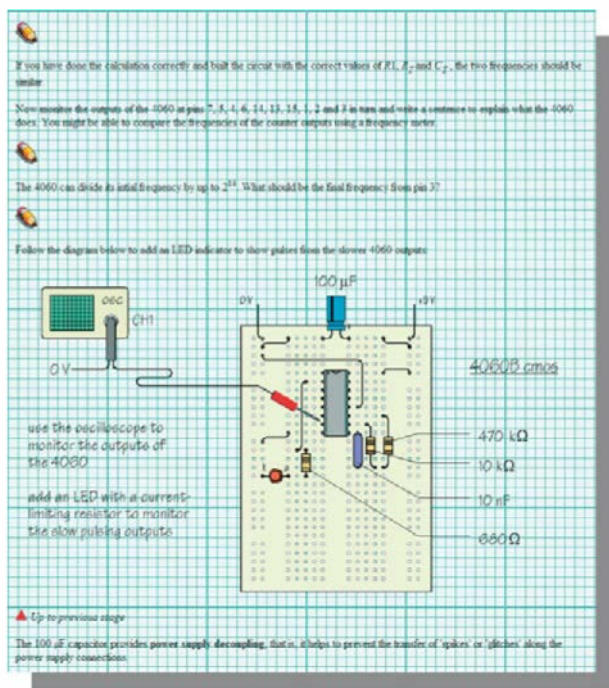 If you have done the calculation correctly and built the circuit with the correct values of R1, R_T and C_T, the two frequencies should be
similar.
Now monitor the outputs of the 4060 at pins 7, 5, 4, 6, 14, 13, 15, 1, 2 and 3 in turn and write a sentence to explain what the 4060
does. You might be able to compare the frequencies of the counter outputs using a frequency meter.
The 4060 can divide its intial frequency by up to 2^14. What should be the final frequency from pin 3?
Follow the diagram below to add an LED indicator to show pulses from the slower 4060 outputs:
100 µF
OSC
0V
+9V
CH1
0 V
4060B cmos
use the oscilloscope to
monitor the outputs of
the 4060
470 kΩ
10 kΩ
add an LED with a current-
limiting resistor to monitor
the slow pulsing outputs
10 nF
680Ω
Up to previous stage
The 100 µF capacitor provides power supply decoupling, that is, it helps to prevent the transfer of 'spikes' or 'glitches' along the
power supply connections.